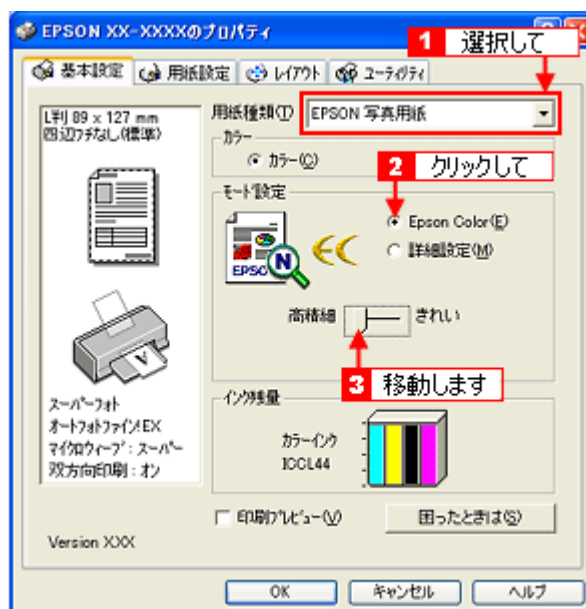 EPSON XX-XXXXのプロパティ
1 選択して
基本設定 用紙設定 レイアウト ユーティリティ
L判 89 x 127 mm
四辺フチなし(標準)
用紙種類(T) EPSON 写真用紙
カラー
カラー(C)
2 クリックして
モード設定
Epson Color(E)
詳細設定(M)
EPSO N
高精細 きれい
3 移動します
スーパーフォト
オートフォトファイン!EX
マイクロウィーブ : スーパー
双方向印刷 : オン
インク残量
カラーインク
ICCL44
印刷プレビュー(V) 困ったときは(S)
Version XXX
OK キャンセル ヘルプ